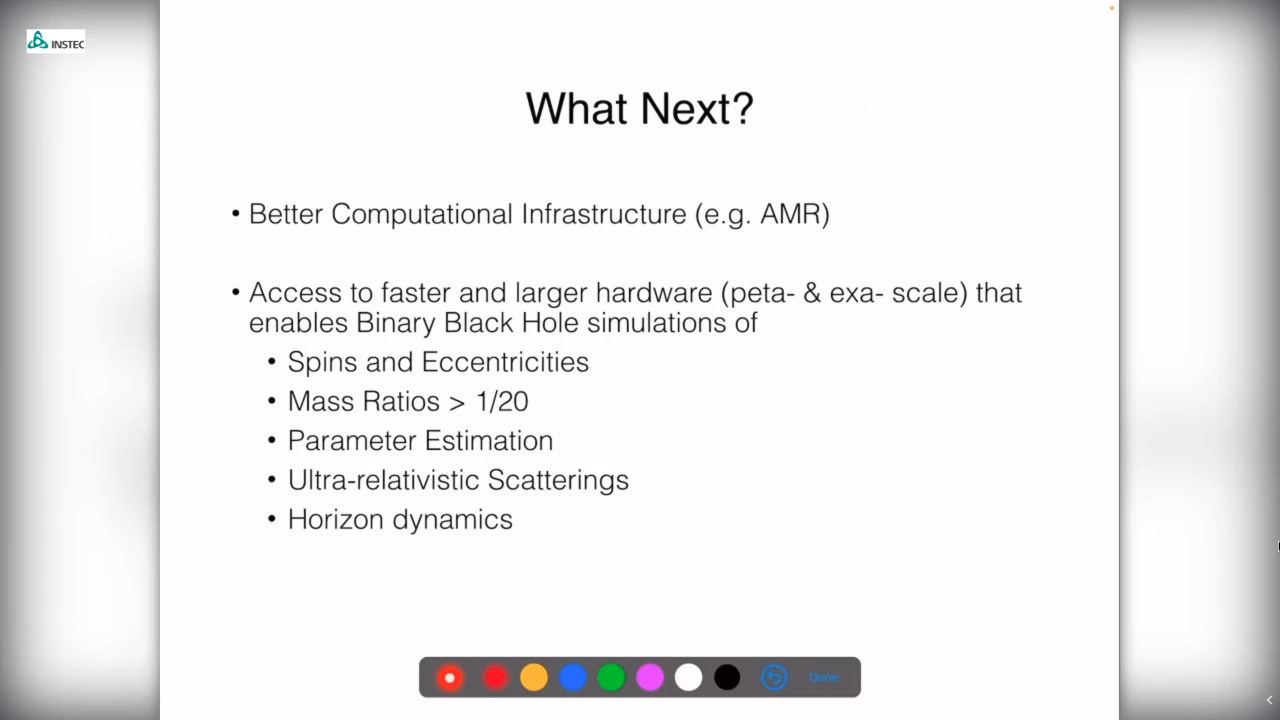 INSTEC
What Next?
• Better Computational Infrastructure (e.g. AMR)
• Access to faster and larger hardware (peta- & exa- scale) that
enables Binary Black Hole simulations of
• Spins and Eccentricities
• Mass Ratios > 1/20
• Parameter Estimation
• Ultra-relativistic Scatterings
• Horizon dynamics
Done